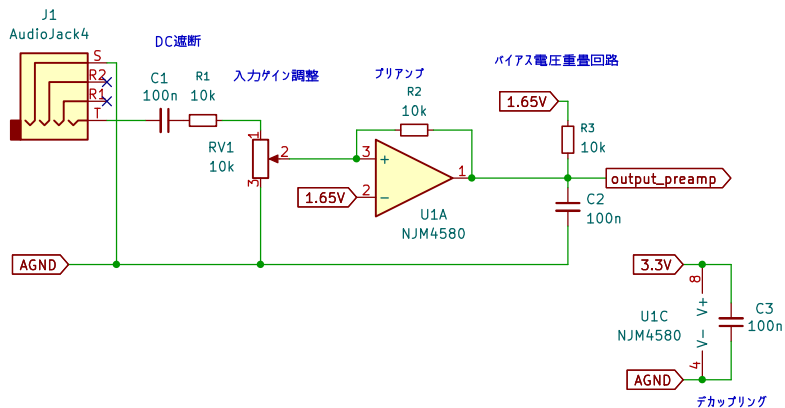 J1
AudioJack4
S
R2
R1
T
DC遮断
C1
100n
R1
10k
入力ゲイン調整
RV1
10k
1
2
3
プリアンプ
R2
10k
3
+
2
-
1
1.65V
U1A
NJM4580
バイアス電圧重畳回路
1.65V
R3
10k
output_preamp
C2
100n
AGND
3.3V
8
V+
U1C
NJM4580
V-
4
C3
100n
AGND
デカップリング